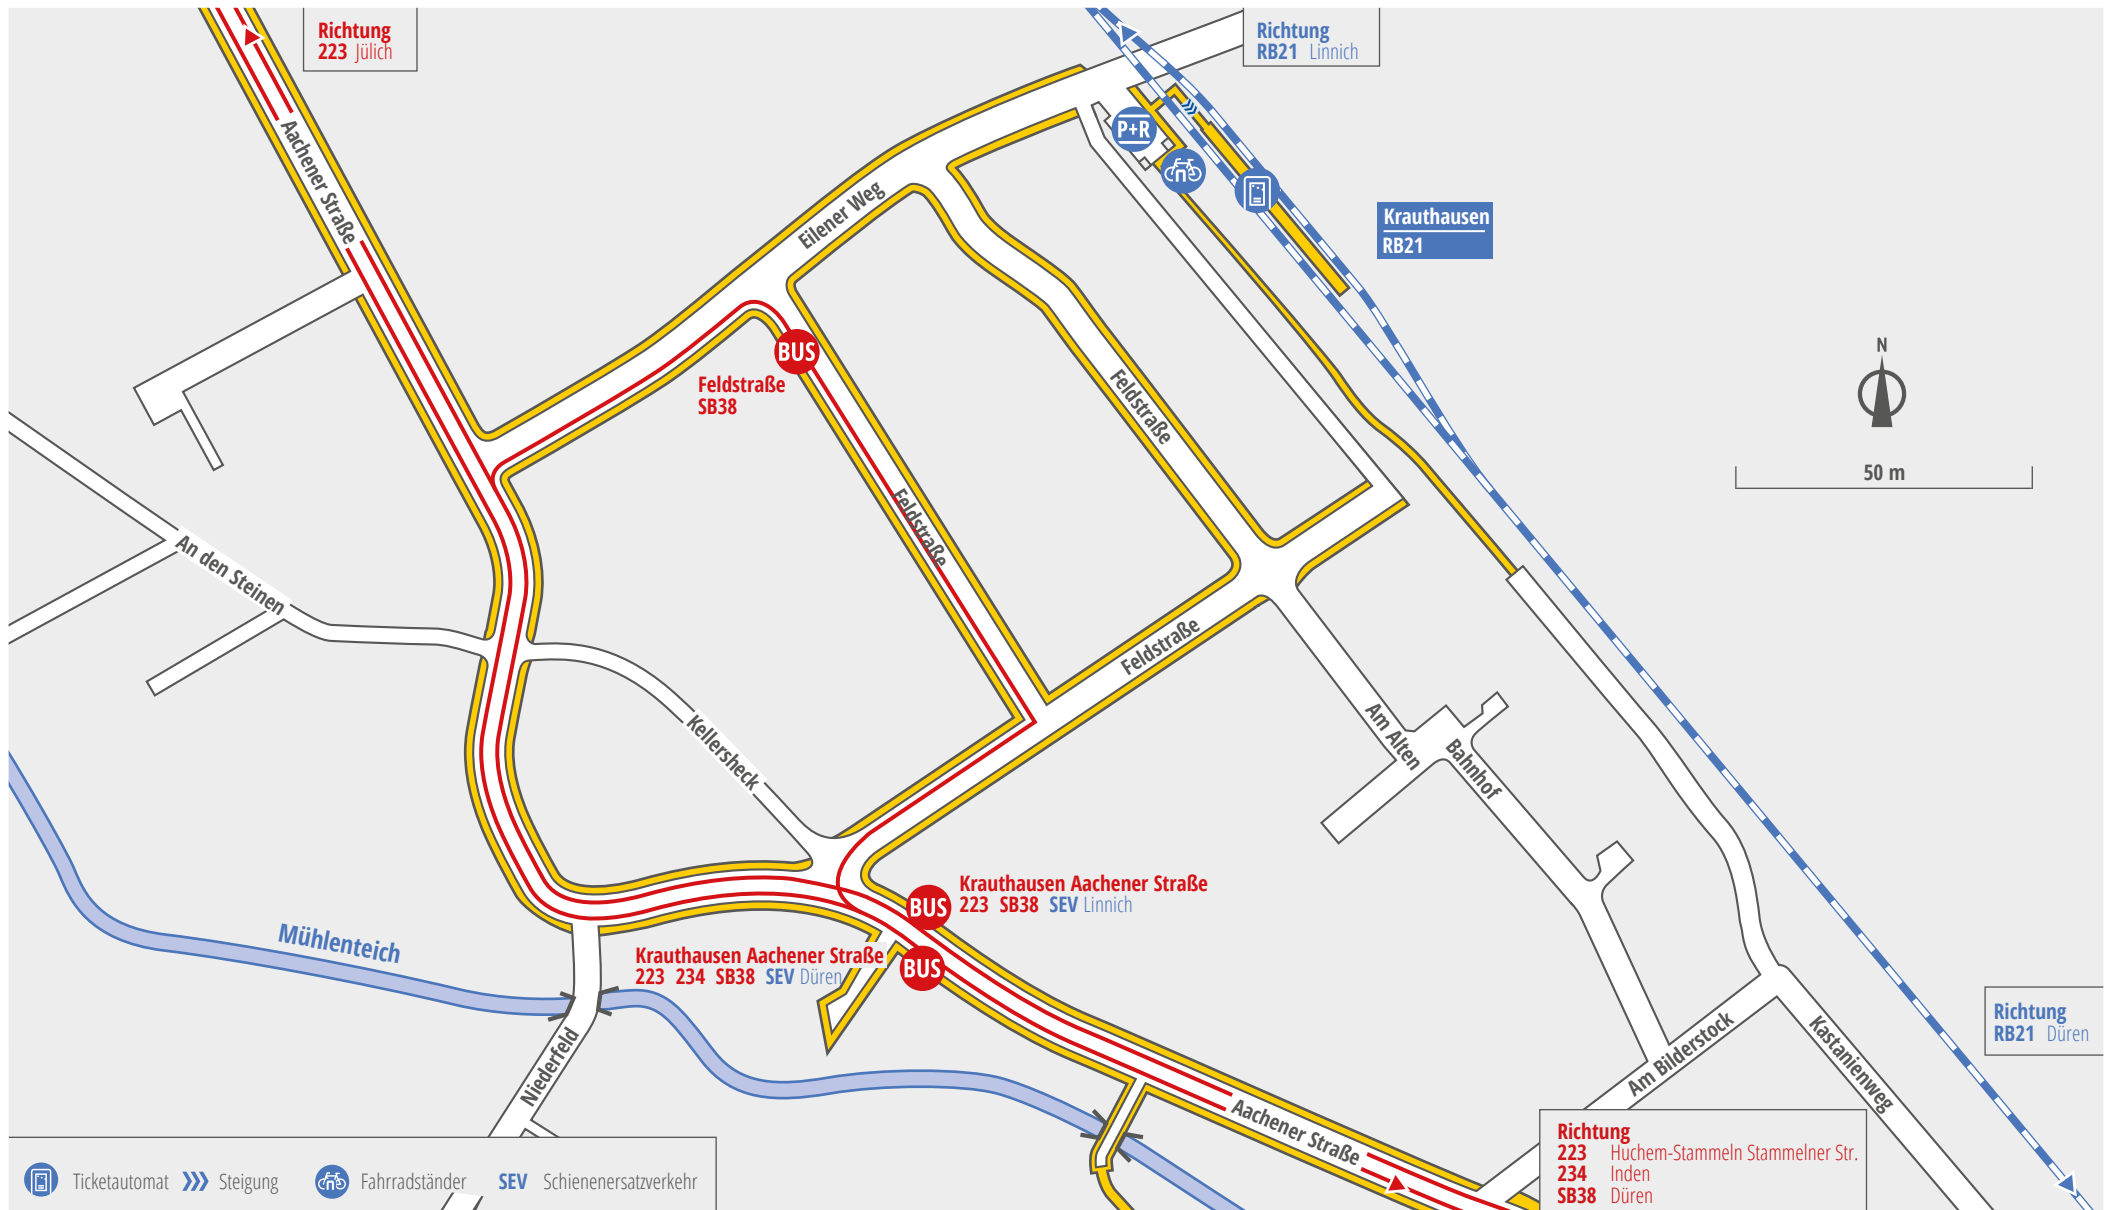 Richtung
223 Jülich
Richtung
RB21 Linnich
Aachener Straße
P+R
Eilener Weg
Krauthausen
RB21
BUS
Feldstraße
SB38
Feldstraße
N
50 m
Feldstraße
An den Steinen
Feldstraße
Kellersheck
Am Alten
Bahnhof
BUS
Krauthausen Aachener Straße
223 SB38 SEV Linnich
Mühlenteich
Krauthausen Aachener Straße
223 234 SB38 SEV Düren
BUS
Richtung
RB21 Düren
Niederfeld
Am Bilderstock
Kastanienweg
Aachener Straße
Richtung
223 Huchem-Stammeln Stammelner Str.
234 Inden
SB38 Düren
Ticketautomat Steigung Fahrradständer SEV Schienenersatzverkehr